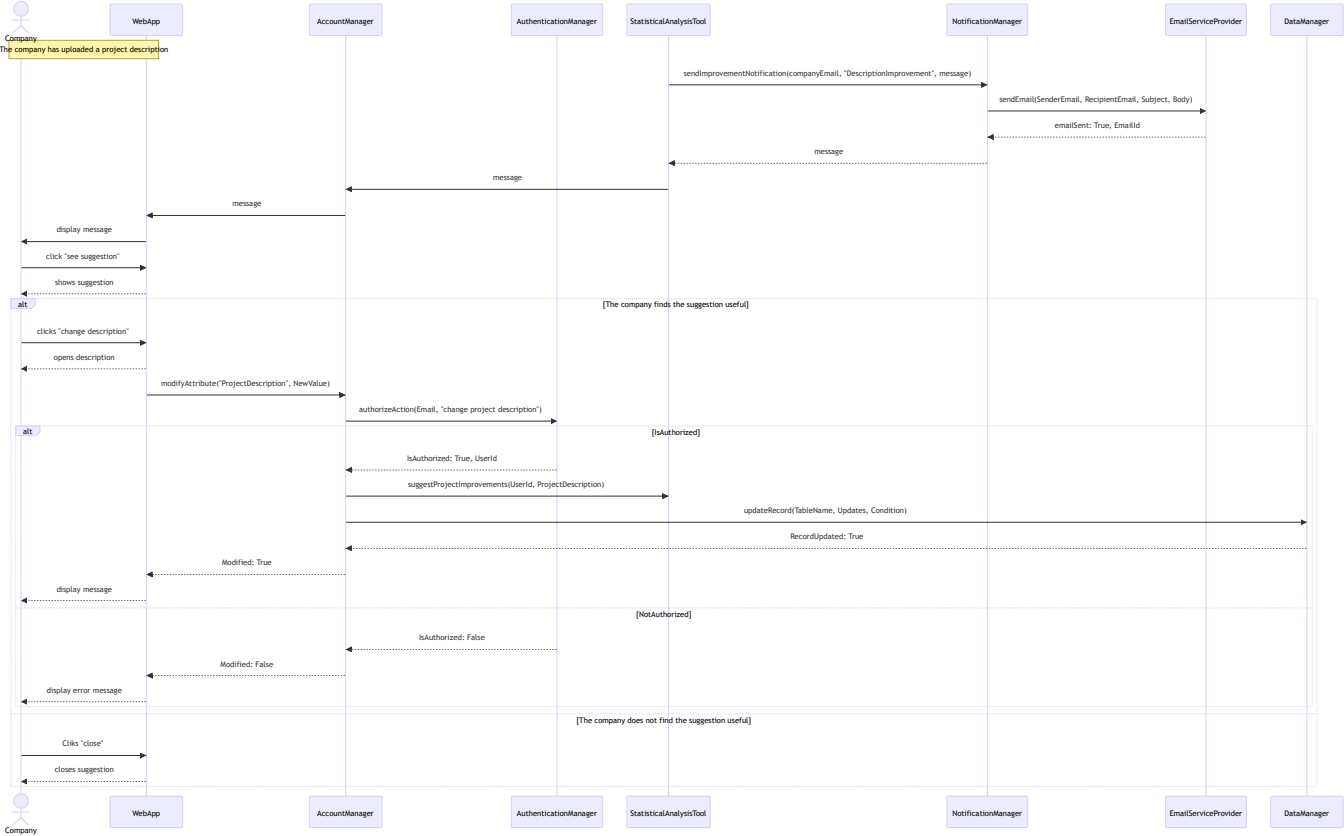 WebApp
AccountManager
AuthenticationManager
StatisticalAnalysisTool
NotificationManager
EmailServiceProvider
DataManager
Company
The company has uploaded a project description
sendImprovementNotification(companyEmail, "DescriptionImprovement", message)
sendEmail(SenderEmail, RecipientEmail, Subject, Body)
emailSent: True, EmailId
message
message
message
display message
click "see suggestion"
shows suggestion
alt
[The company finds the suggestion useful]
clicks "change description"
opens description
modifyAttribute("ProjectDescription", NewValue)
authorizeAction(Email, "change project description")
alt
[IsAuthorized]
IsAuthorized: True, UserId
suggestProjectImprovements(UserId, ProjectDescription)
updateRecord(TableName, Updates, Condition)
RecordUpdated: True
Modified: True
display message
[NotAuthorized]
IsAuthorized: False
Modified: False
display error message
[The company does not find the suggestion useful]
Cliks "close"
closes suggestion
WebApp
AccountManager
AuthenticationManager
StatisticalAnalysisTool
NotificationManager
EmailServiceProvider
DataManager
Company